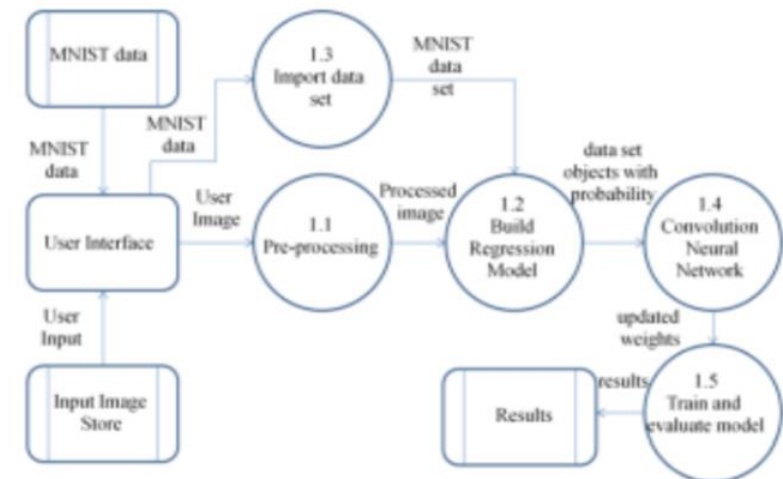 MNIST data
1.3
Import data
set
MNIST
data
set
MNIST
data
MNIST
data
User Interface
User
Image
1.1
Pre-processing
Processed
image
1.2
Build
Regression
Model
data set
objects with
probability
1.4
Convolution
Neural
Network
User
Input
Input Image
Store
updated
weights
1.5
Train and
evaluate model
results
Results